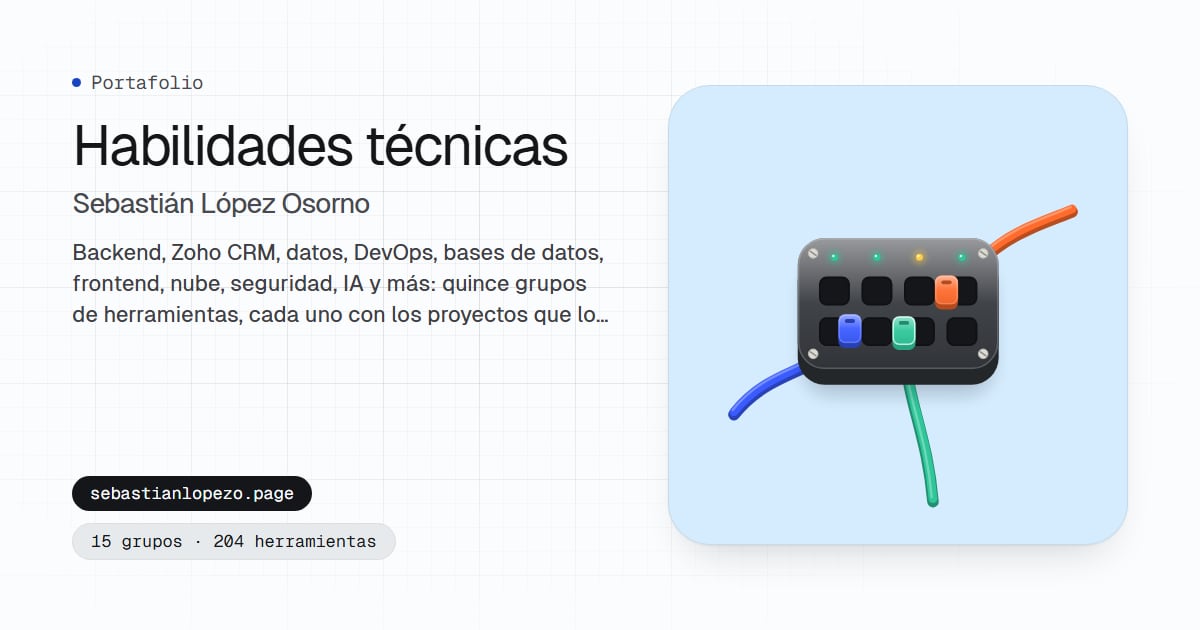 Portafolio
Habilidades técnicas
Sebastián López Osorno
Backend, Zoho CRM, datos, DevOps, bases de datos,
frontend, nube, seguridad, IA y más: quince grupos
de herramientas, cada uno con los proyectos que lo…
sebastianlopezo.page
15 grupos · 204 herramientas